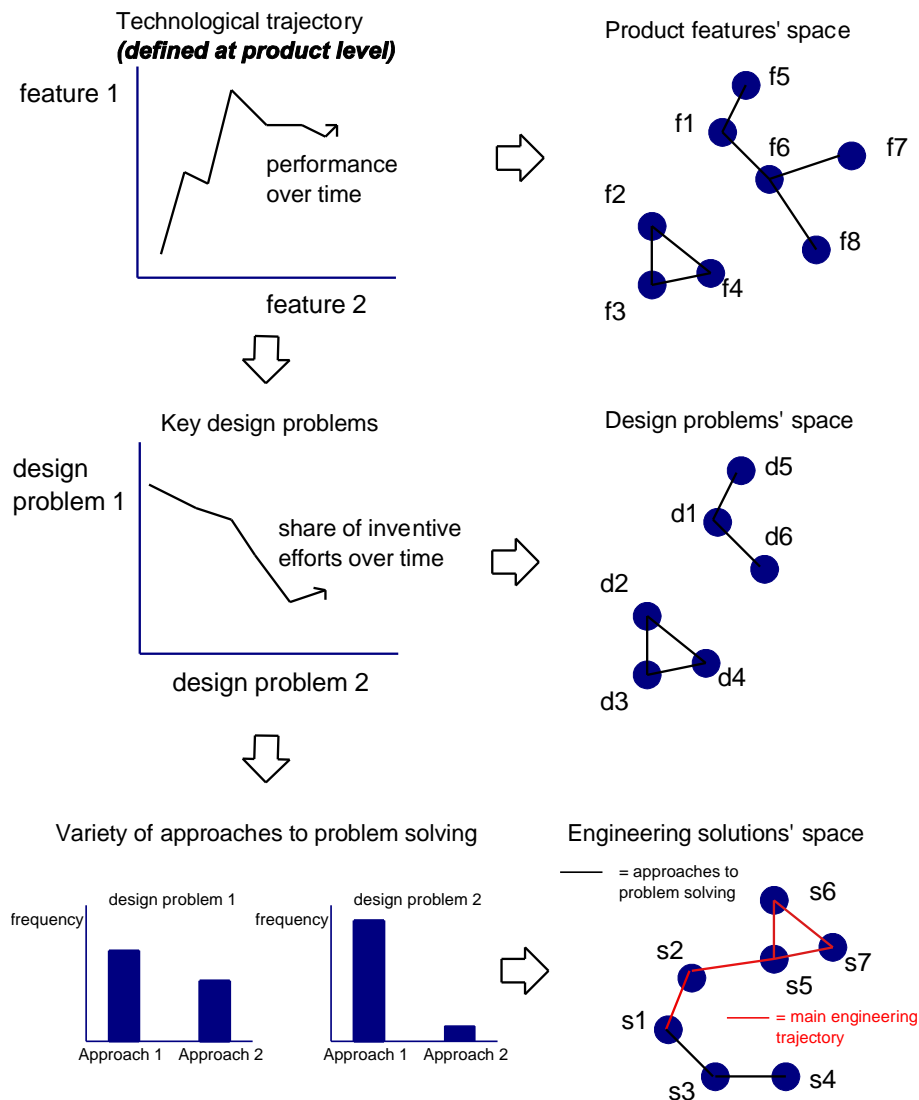 Technological trajectory
(defined at product level)
feature 1
performance
over time
feature 2
Product features' space
f5
f1
f6
f7
f2
f8
f4
f3
Key design problems
design
problem 1
share of inventive
efforts over time
design problem 2
Design problems' space
d5
d1
d6
d2
d4
d3
Variety of approaches to problem solving
design problem 1
frequency
Approach 1
Approach 2
design problem 2
frequency
Approach 1
Approach 2
Engineering solutions' space
= approaches to
problem solving
s6
s2
s7
s5
s1
= main engineering
trajectory
s3
s4